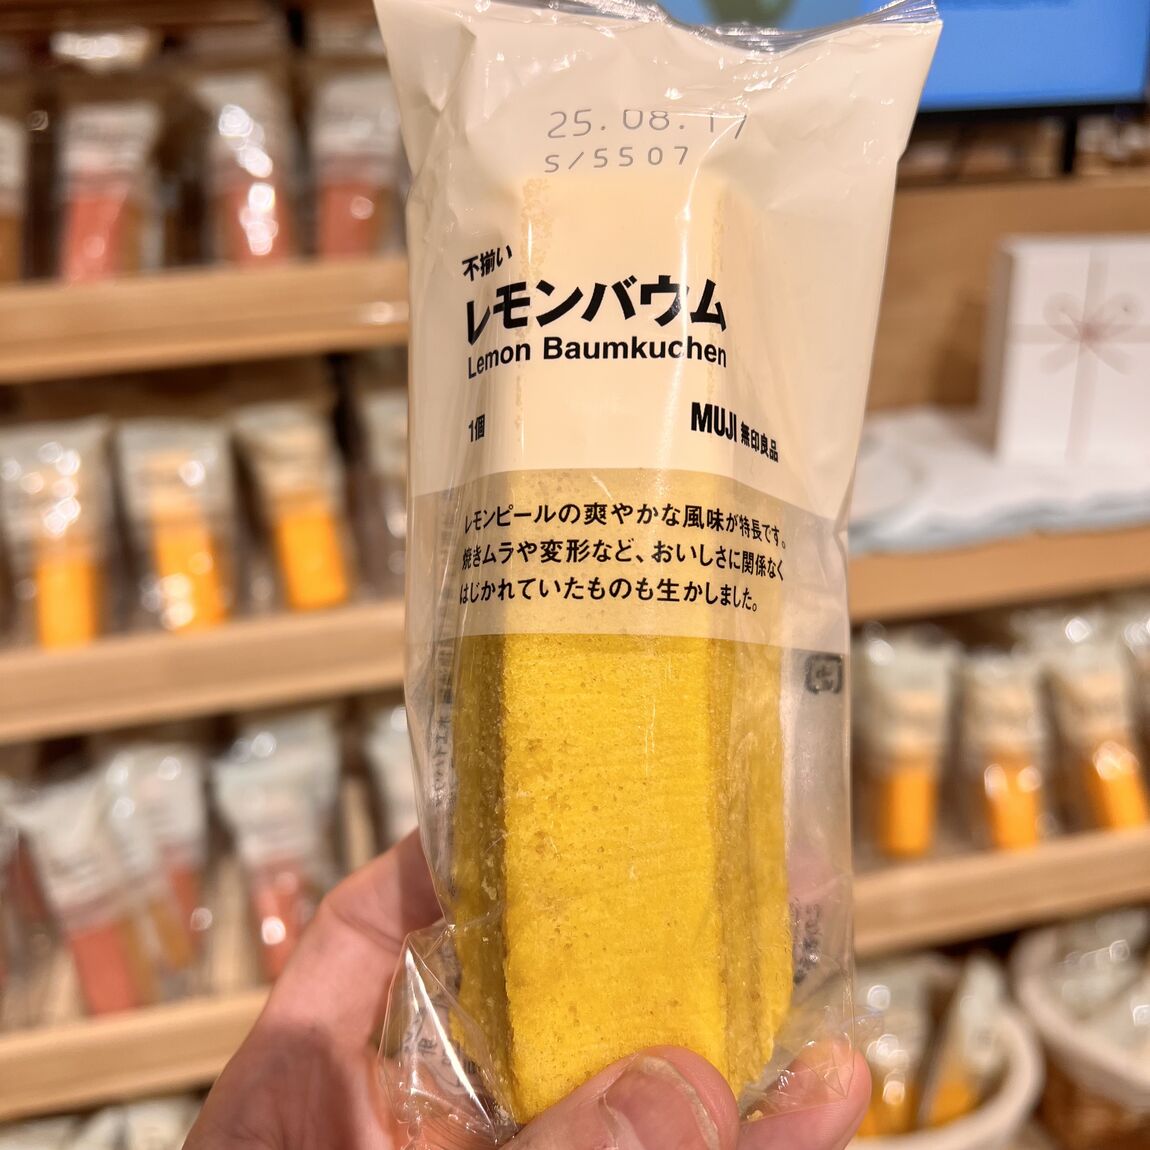 25.08.17
S/5507
不揃い
レモンバウム
Lemon Baumkuchen
1個
MUJI 無印良品
レモンピールの爽やかな風味が特長です。
焼きムラや変形など、おいしさに関係なく
はじかれていたものも生かしました。